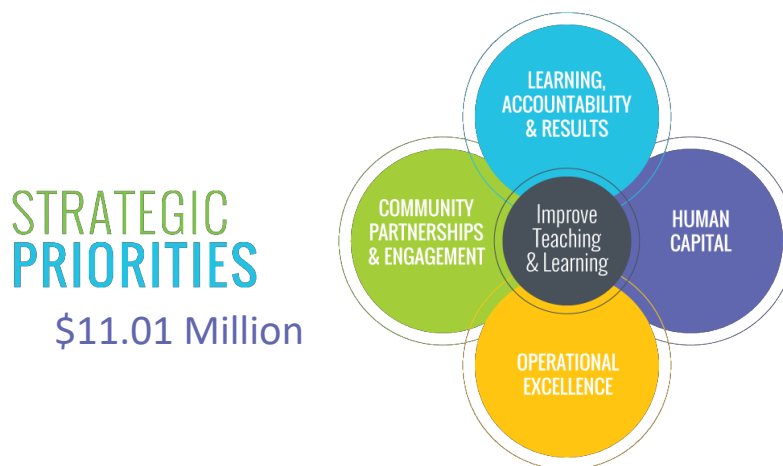 STRATEGIC
PRIORITIES
$11.01 Million
LEARNING,
ACCOUNTABILITY
& RESULTS
COMMUNITY
PARTNERSHIPS
& ENGAGEMENT
Improve
Teaching
& Learning
HUMAN
CAPITAL
OPERATIONAL
EXCELLENCE